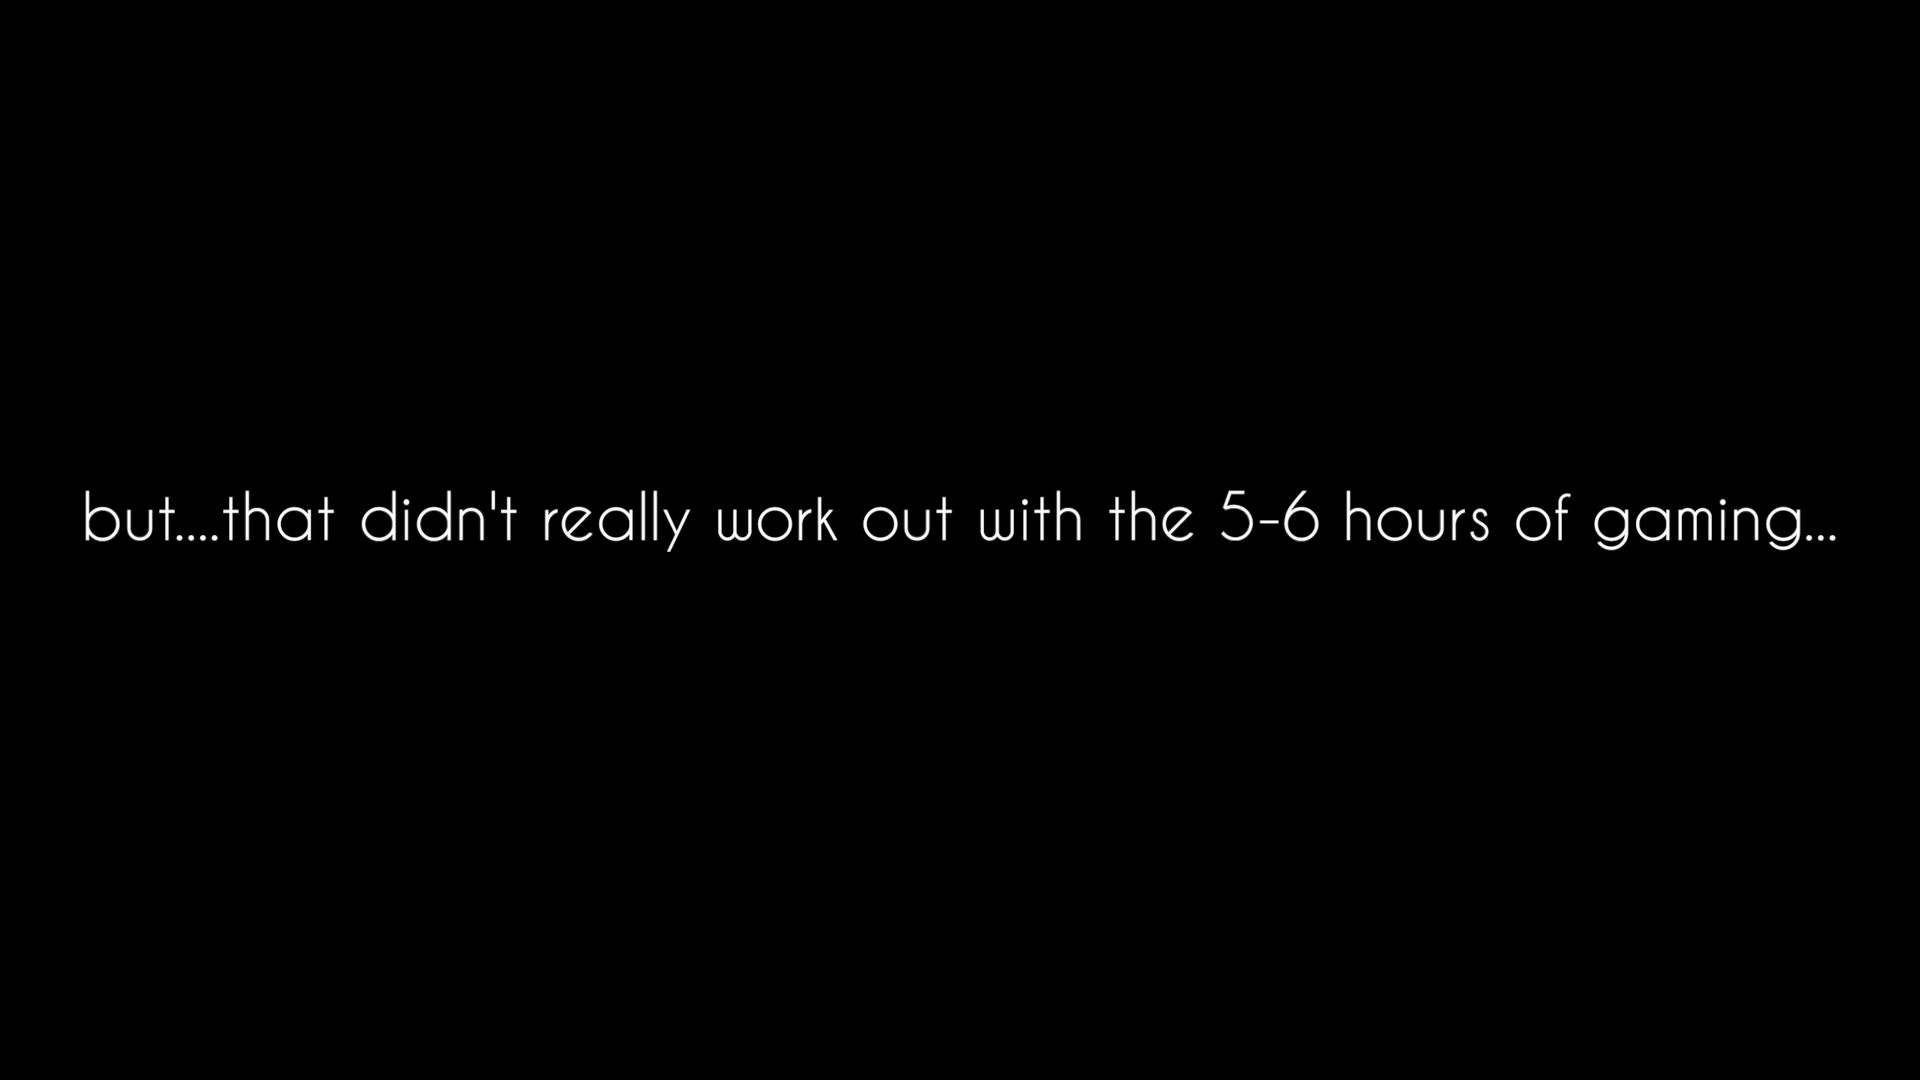 but....that didn't really work out with the 5-6 hours of gaming...